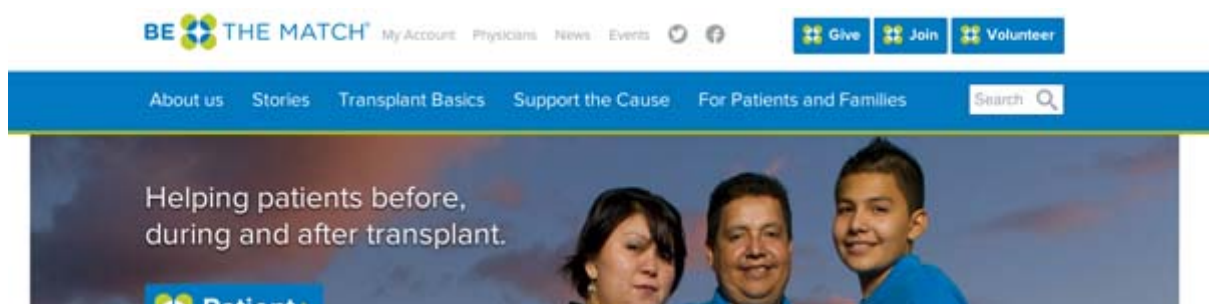 BE THE MATCH® My Account Physicians News Events Give Join Volunteer
About us Stories Transplant Basics Support the Cause For Patients and Families Search
Helping patients before,
during and after transplant.